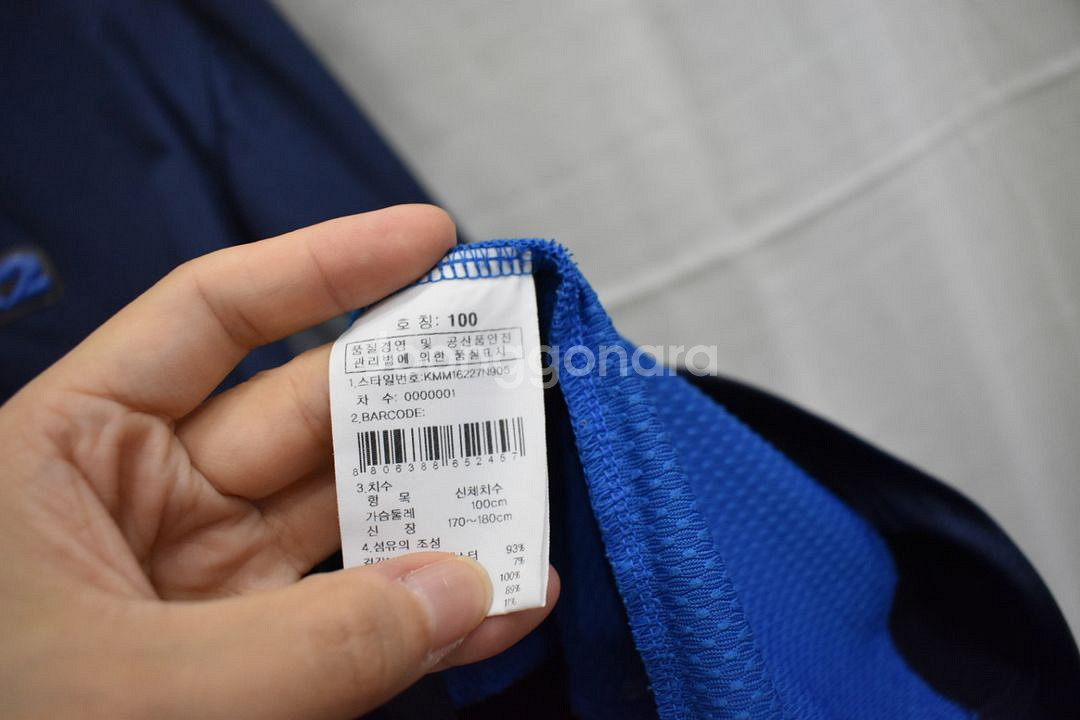 호 칭: 100
품질경영 및 공산품안전
관리법에 의한 품질표시
1.스타일번호:KMM16227N905
차 수: 0000001
2.BARCODE:
8806388652457
3.치수
항 목 신체치수
가슴둘레 100cm
신 장 170~180cm
4.섬유의 조성
93%
7%
100%
89%
11%